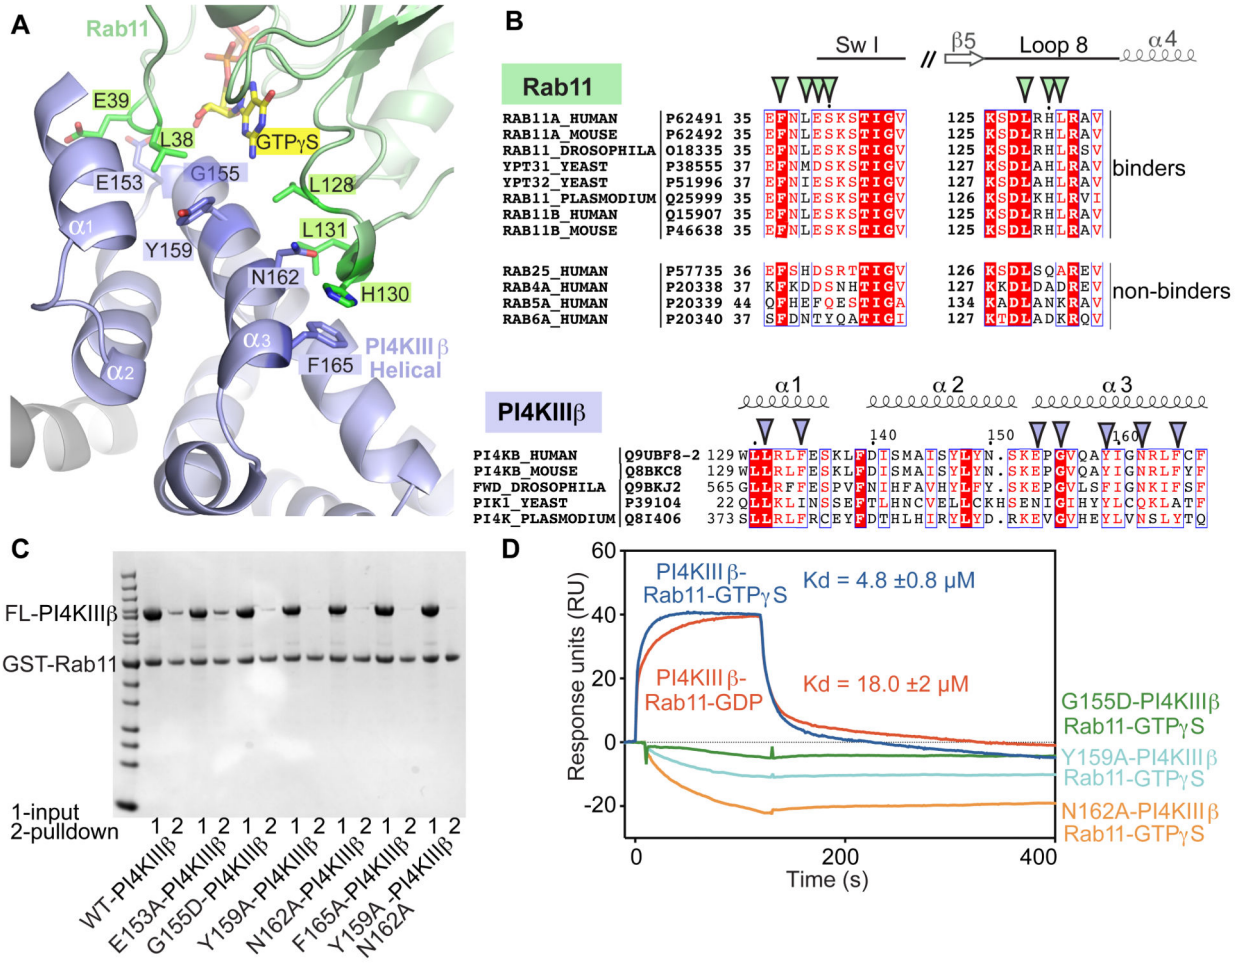 A
Rab11
E39
L38
GTPγS
G155
E153
L128
α1
Y159
L131
N162
H130
α3
PI4KIIIβ
Helical
F165
α2
B
Sw I
//
β5
Loop 8
α4
Rab11
RAB11A_HUMAN P62491 35 EFNLESKSTIGV 125 KSDLRHLRAV
RAB11A_MOUSE P62492 35 EFNLESKSTIGV 125 KSDLRHLRAV
RAB11_DROSOPHILA O18335 35 EFNLESKSTIGV 125 KSDLRHLRSV
YPT31_YEAST P38555 37 EFNMDSKSTIGV 127 KSDLAHLRAV
YPT32_YEAST P51996 37 EFNIESKSTIGV 127 KSDLAHLRAV
RAB11_PLASMODIUM Q25999 35 EFNLESKSTIGV 126 KSDLKHLRVI
RAB11B_HUMAN Q15907 35 EFNLESKSTIGV 125 KSDLRHLRAV
RAB11B_MOUSE P46638 35 EFNLESKSTIGV 125 KSDLRHLRAV
binders
RAB25_HUMAN P57735 36 EFSHDSRTTIGV 126 KSDLSQAREV
RAB4A_HUMAN P20338 37 KFKDDSNHTIGV 127 KKDLDADREV
RAB5A_HUMAN P20339 44 QFHEFQESTIGA 134 KADLANKRAV
RAB6A_HUMAN P20340 37 SFDNTYQATIGI 127 KTDLADKRQV
non-binders
PI4KIIIβ
α1
α2
α3
140
150
160
PI4KB_HUMAN Q9UBF8-2 129 WLLRLFESKLFDISMAISYLYN.SKEPGVQAYIGNRLFCF
PI4KB_MOUSE Q8BKC8 129 WLLRLFESKLFDISMAISYLYN.SKEPGVQAYIGNRLFYF
FWD_DROSOPHILA Q9BKJ2 565 GLLRFFESPVFNIHFAVHYLFY.SKEPGVLSFIGNKIFSF
PIK1_YEAST P39104 22 QLLKLINSSEFTLHNCVIYLLCKHSENIGIHYYLCQKLATF
PI4K_PLASMODIUM Q8I406 373 SLLRLFRCEYFDTHLHIRYLYD.RKEVGVHEYLVNSLYTQ
C
FL-PI4KIIIβ
GST-Rab11
1-input
2-pulldown
1 2 1 2 1 2 1 2 1 2 1 2 1 2
WT-PI4KIIIβ
E153A-PI4KIIIβ
G155D-PI4KIIIβ
Y159A-PI4KIIIβ
N162A-PI4KIIIβ
F165A-PI4KIIIβ
Y159A -PI4KIIIβ
N162A
D
Response units (RU)
60
40
20
0
-20
PI4KIIIβ-
Rab11-GTPγS
Kd = 4.8 ±0.8 μM
PI4KIIIβ-
Rab11-GDP
Kd = 18.0 ±2 μM
G155D-PI4KIIIβ
Rab11-GTPγS
Y159A-PI4KIIIβ
Rab11-GTPγS
N162A-PI4KIIIβ
Rab11-GTPγS
0
200
400
Time (s)